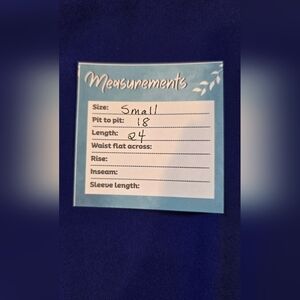 Measurements
Size: Small
Pit to pit: 18
Length: 24
Waist flat across:
Rise:
Inseam:
Sleeve length: